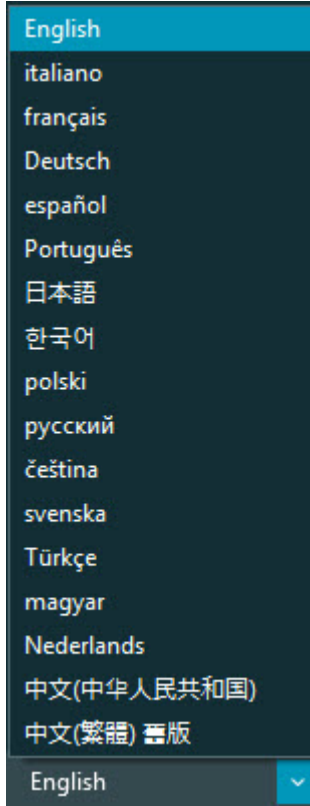 English
italiano
français
Deutsch
español
Português
日本語
한국어
polski
русский
čeština
svenska
Türkçe
magyar
Nederlands
中文(中华人民共和国)
中文(繁體) 舊版
English